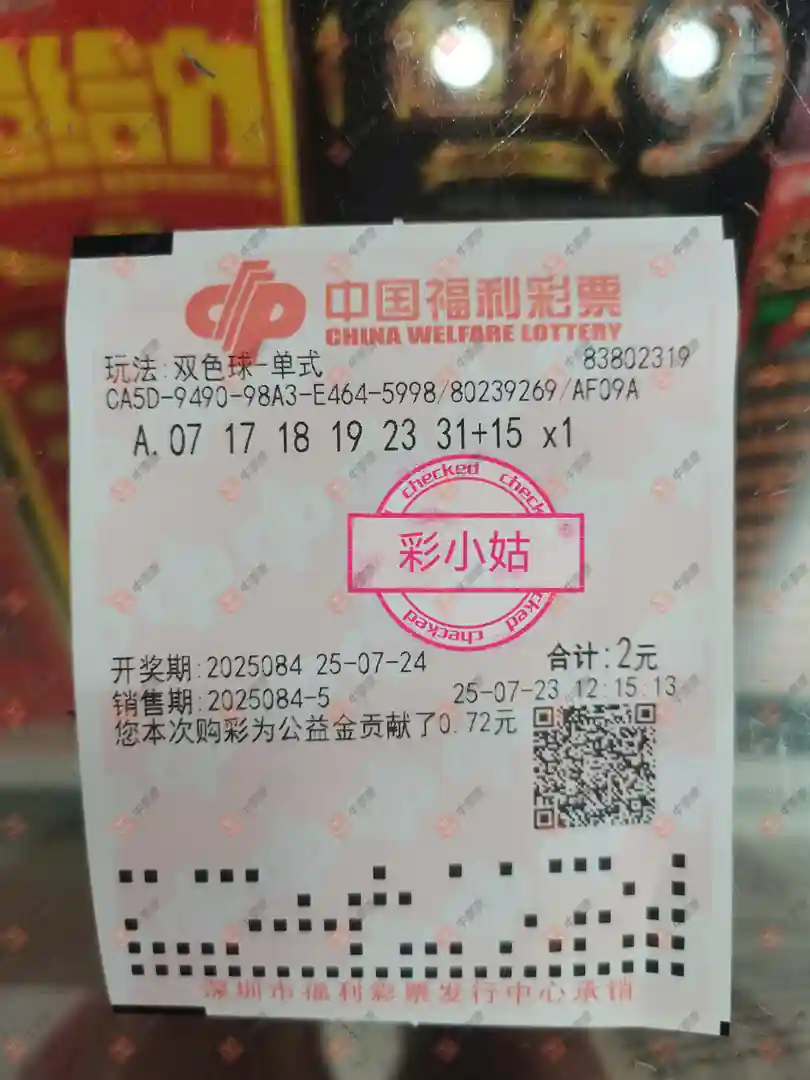 中国福利彩票
CHINA WELFARE LOTTERY
玩法:双色球-单式 83802319
CA5D-9490-98A3-E464-5998/80239269/AF09A
A. 07 17 18 19 23 31+15 x1
checked check
彩小姑
checked checked
开奖期:2025084 25-07-24 合计:2元
销售期:2025084-5 25-07-23 12:15:13
您本次购彩为公益金贡献了0.72元
深圳市福利彩票发行中心承销